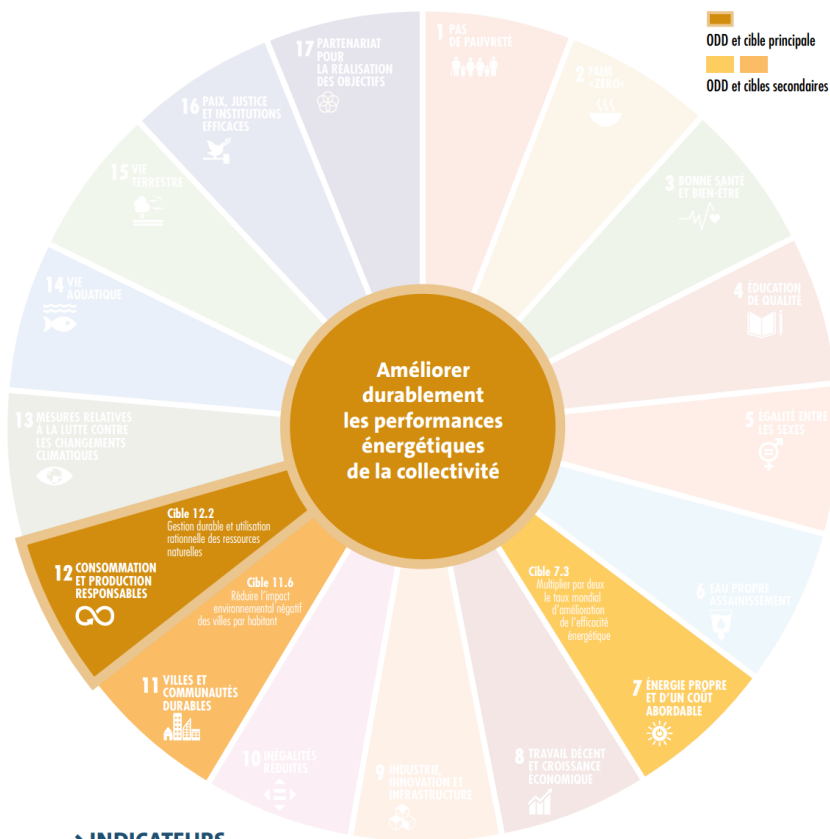 ODD et cible principale
ODD et cibles secondaires
1 PAS
DE PAUVRETÉ
2 FAIM
«ZÉRO»
3 BONNE SANTÉ
ET BIEN-ÊTRE
4 ÉDUCATION
DE QUALITÉ
5 ÉGALITÉ ENTRE
LES SEXES
6 EAU PROPRE
ASSAINISSEMENT
Cible 7.3
Multiplier par deux
le taux mondial
d'amélioration
de l'efficacité
énergétique
7 ÉNERGIE PROPRE
ET D'UN COÛT
ABORDABLE
8 TRAVAIL DÉCENT
ET CROISSANCE
ÉCONOMIQUE
9 INDUSTRIE,
INNOVATION ET
INFRASTRUCTURE
10 INÉGALITÉS
RÉDUITES
Cible 11.6
Réduire l'impact
environnemental négatif
des villes par habitant
11 VILLES ET
COMMUNAUTÉS
DURABLES
Cible 12.2
Gestion durable et utilisation
rationnelle des ressources
naturelles
12 CONSOMMATION
ET PRODUCTION
RESPONSABLES
13 MESURES RELATIVES
À LA LUTTE CONTRE
LES CHANGEMENTS
CLIMATIQUES
14 VIE
AQUATIQUE
15 VIE
TERRESTRE
16 PAIX, JUSTICE
ET INSTITUTIONS
EFFICACES
17 PARTENARIAT
POUR
LA RÉALISATION
DES OBJECTIFS
Améliorer
durablement
les performances
énergétiques
de la collectivité
INDICATEURS